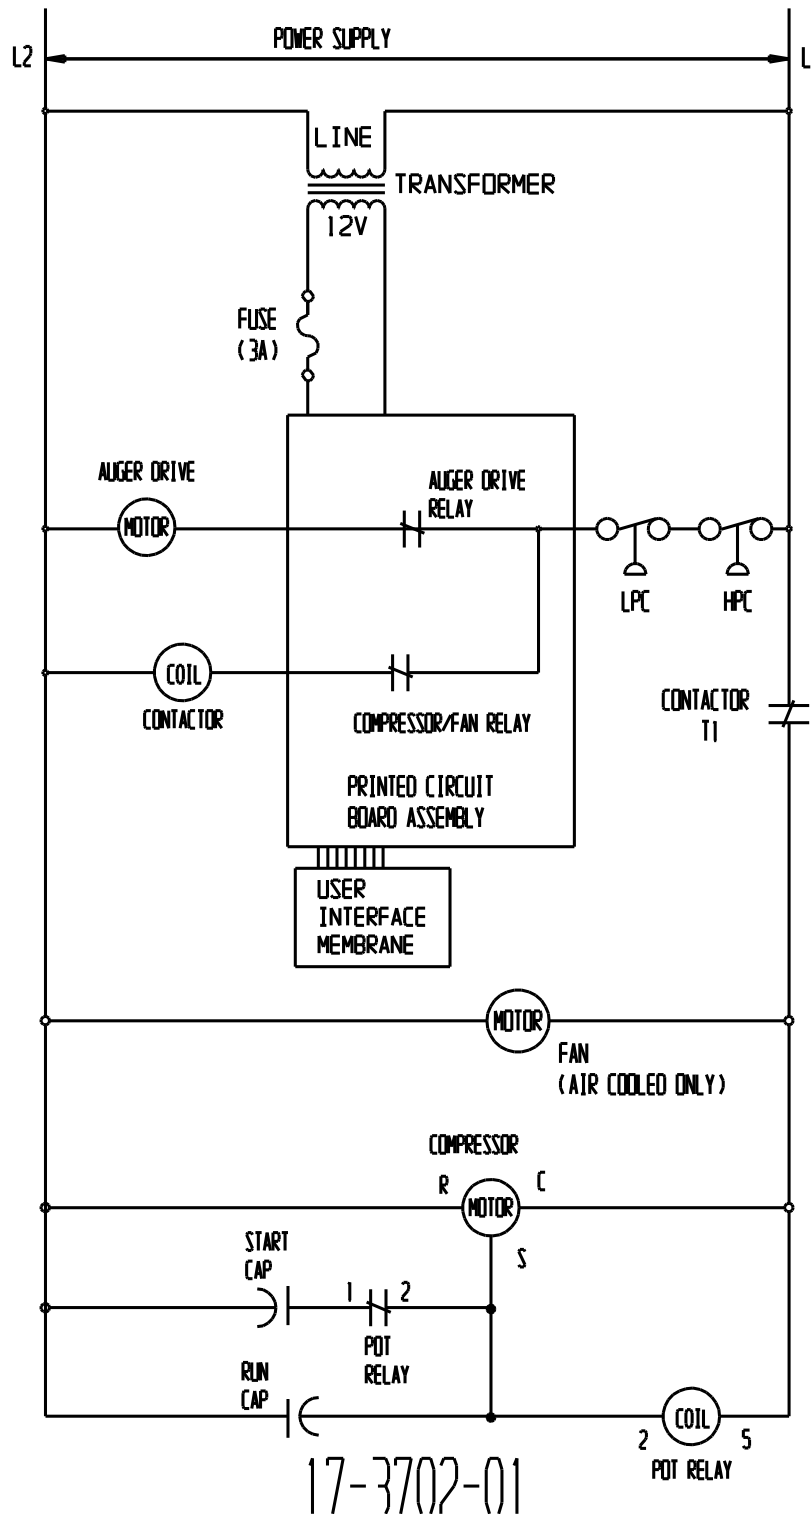 POWER SUPPLY
L2
L
LINE
TRANSFORMER
12V
FUSE
(3A)
AUGER DRIVE
MOTOR
AUGER DRIVE
RELAY
LPC
HPC
COIL
CONTACTOR
COMPRESSOR/FAN RELAY
CONTACTOR
T1
PRINTED CIRCUIT
BOARD ASSEMBLY
USER
INTERFACE
MEMBRANE
MOTOR
FAN
(AIR COOLED ONLY)
COMPRESSOR
R
C
MOTOR
S
START
CAP
1
2
POT
RELAY
RUN
CAP
COIL
2
5
POT RELAY
17-3702-01